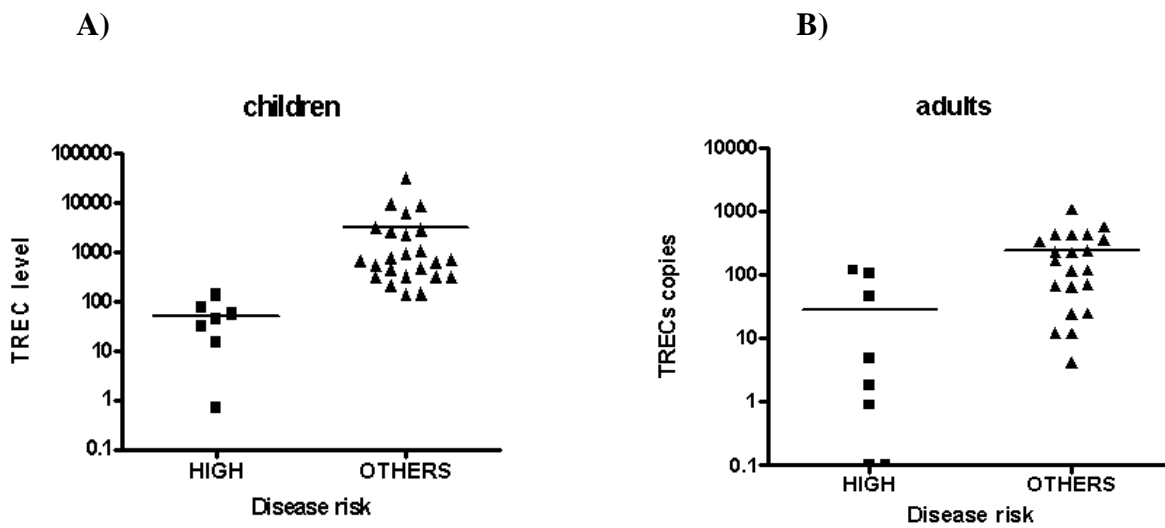 A)
children
100000
10000
1000
100
10
1
0.1
TREC level
HIGH OTHERS
Disease risk
B)
adults
10000
1000
100
10
1
0.1
TRECs copies
HIGH OTHERS
Disease risk